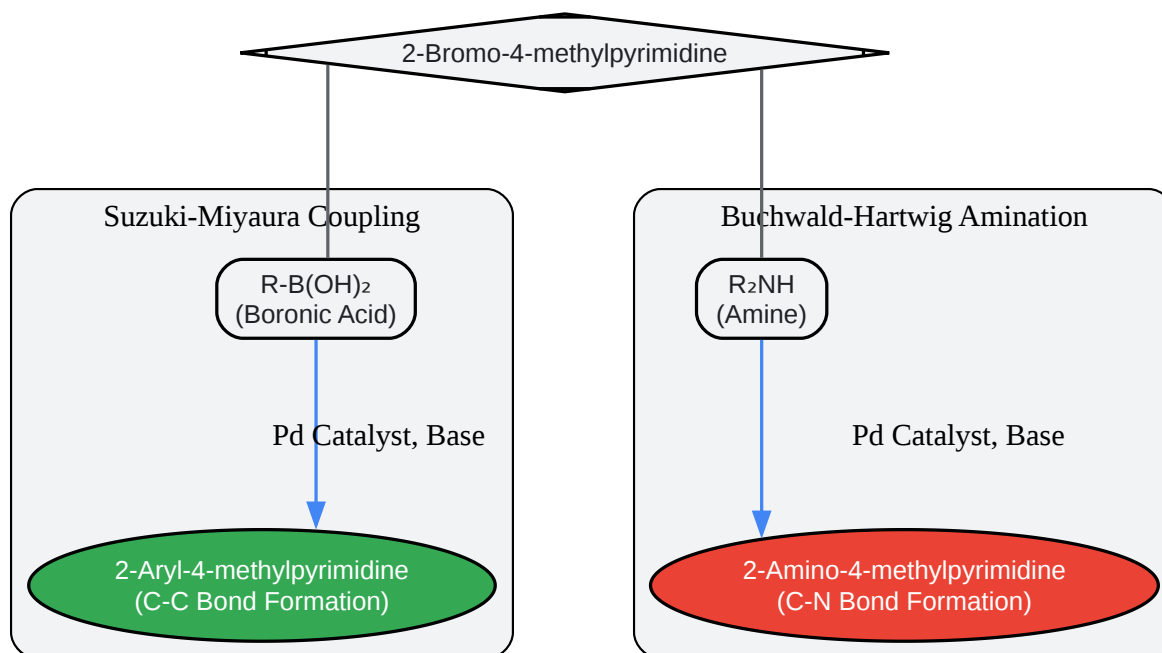 2-Bromo-4-methylpyrimidine
Suzuki-Miyaura Coupling
R-B(OH)₂
(Boronic Acid)
Pd Catalyst, Base
2-Aryl-4-methylpyrimidine
(C-C Bond Formation)
Buchwald-Hartwig Amination
R₂NH
(Amine)
Pd Catalyst, Base
2-Amino-4-methylpyrimidine
(C-N Bond Formation)